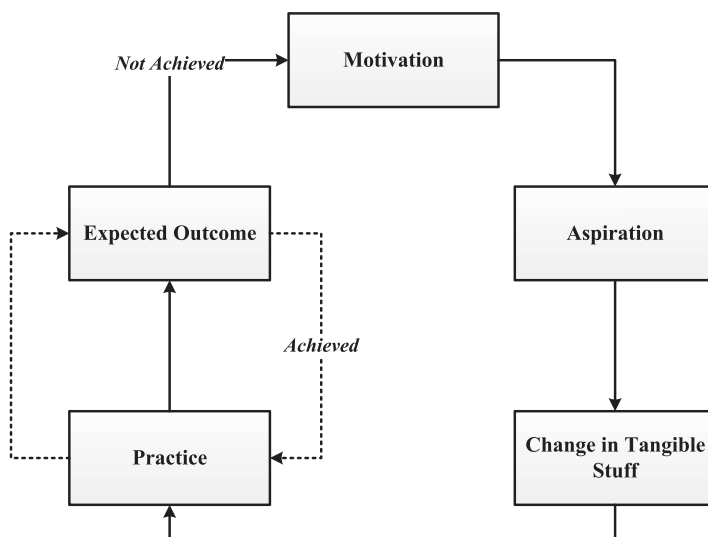 Not Achieved
Motivation
Expected Outcome
Aspiration
Achieved
Practice
Change in Tangible
Stuff